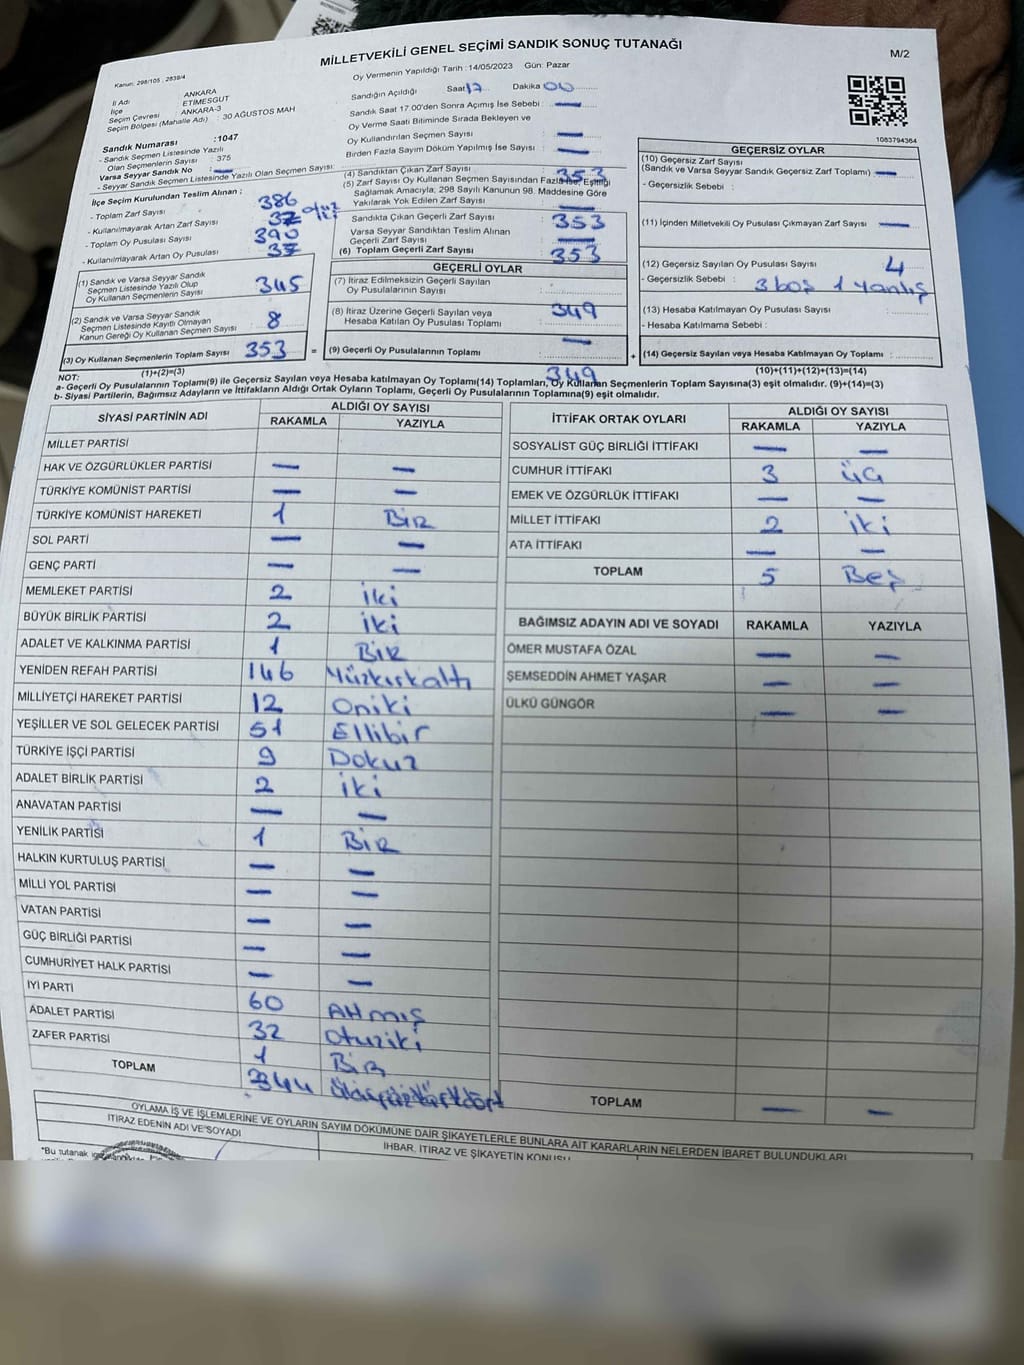 MİLLETVEKİLİ GENEL SEÇİMİ SANDIK SONUÇ TUTANAĞI
M/2
Kanun: 298/105 , 2839/4
Oy Vermenin Yapıldığı Tarih : 14/05/2023 Gün: Pazar
İl Adı ANKARA
İlçe ETİMESGUT
Seçim Çevresi ANKARA-3
Seçim Bölgesi (Mahalle Adı) : 30 AĞUSTOS MAH
Sandığın Açıldığı Saat 17 Dakika 00
Sandık Saat 17.00'den Sonra Açımış İse Sebebi : —
Oy Verme Saati Bitiminde Sırada Bekleyen ve
Oy Kullandırılan Seçmen Sayısı : —
Birden Fazla Sayım Döküm Yapılmış İse Sayısı : —
1083794364
Sandık Numarası : 1047
- Sandık Seçmen Listesinde Yazılı
Olan Seçmenlerin Sayısı : 375
Varsa Seyyar Sandık No —
- Seyyar Sandık Seçmen Listesinde Yazılı Olan Seçmen Sayısı:
İlçe Seçim Kurulundan Teslim Alınan ;
- Toplam Zarf Sayısı 386
- Kullanılmayarak Artan Zarf Sayısı
- Toplam Oy Pusulası Sayısı 390
- Kullanılmayarak Artan Oy Pusulası 37
(1) Sandık ve Varsa Seyyar Sandık
Seçmen Listesinde Yazılı Olup
Oy Kullanan Seçmenlerin Sayısı 345
(2) Sandık ve Varsa Seyyar Sandık
Seçmen Listesinde Kayıtlı Olmayan
Kanun Gereği Oy Kullanan Seçmen Sayısı : 8
(3) Oy Kullanan Seçmenlerin Toplam Sayısı 353
(1)+(2)=(3)
(4) Sandıktan Çıkan Zarf Sayısı : 353
(5) Zarf Sayısı Oy Kullanan Seçmen Sayısından Fazla İse, Eşitliği
Sağlamak Amacıyla, 298 Sayılı Kanunun 98. Maddesine Göre
Yakılarak Yok Edilen Zarf Sayısı : —
Sandıkta Çıkan Geçerli Zarf Sayısı : 353
Varsa Seyyar Sandıktan Teslim Alınan
Geçerli Zarf Sayısı : —
(6) Toplam Geçerli Zarf Sayısı : 353
GEÇERLİ OYLAR
(7) İtiraz Edilmeksizin Geçerli Sayılan
Oy Pusulalarının Sayısı : —
(8) İtiraz Üzerine Geçerli Sayılan veya
Hesaba Katılan Oy Pusulası Toplamı : 349
= (9) Geçerli Oy Pusulalarının Toplamı : —
349
GEÇERSİZ OYLAR
(10) Geçersiz Zarf Sayısı
(Sandık ve Varsa Seyyar Sandık Geçersiz Zarf Toplamı) —
- Geçersizlik Sebebi :
(11) İçinden Milletvekili Oy Pusulası Çıkmayan Zarf Sayısı —
(12) Geçersiz Sayılan Oy Pusulası Sayısı 4
- Geçersizlik Sebebi : 3 boş 1 yanlış
(13) Hesaba Katılmayan Oy Pusulası Sayısı
- Hesaba Katılmama Sebebi :
+ (14) Geçersiz Sayılan veya Hesaba Katılmayan Oy Toplamı :
(10)+(11)+(12)+(13)=(14)
NOT:
a- Geçerli Oy Pusulalarının Toplamı(9) ile Geçersiz Sayılan veya Hesaba katılmayan Oy Toplamı(14) Toplamları, Oy Kullanan Seçmenlerin Toplam Sayısına(3) eşit olmalıdır. (9)+(14)=(3)
b- Siyasi Partilerin, Bağımsız Adayların ve İttifakların Aldığı Ortak Oyların Toplamı, Geçerli Oy Pusulalarının Toplamına(9) eşit olmalıdır.
SİYASİ PARTİNİN ADI ALDIĞI OY SAYISI
RAKAMLA YAZIYLA
MİLLET PARTİSİ
HAK VE ÖZGÜRLÜKLER PARTİSİ — —
TÜRKİYE KOMÜNİST PARTİSİ — —
TÜRKİYE KOMÜNİST HAREKETİ 1 Bir
SOL PARTİ — —
GENÇ PARTİ — —
MEMLEKET PARTİSİ 2 iki
BÜYÜK BİRLİK PARTİSİ 2 iki
ADALET VE KALKINMA PARTİSİ 1 Bir
YENİDEN REFAH PARTİSİ 146 Yüzkırkaltı
MİLLİYETÇİ HAREKET PARTİSİ 12 Oniki
YEŞİLLER VE SOL GELECEK PARTİSİ 51 Ellibir
TÜRKİYE İŞÇİ PARTİSİ 9 Dokuz
ADALET BİRLİK PARTİSİ 2 iki
ANAVATAN PARTİSİ — —
YENİLİK PARTİSİ 1 Bir
HALKIN KURTULUŞ PARTİSİ — —
MİLLİ YOL PARTİSİ — —
VATAN PARTİSİ — —
GÜÇ BİRLİĞİ PARTİSİ — —
CUMHURİYET HALK PARTİSİ — —
İYİ PARTİ 60 Altmış
ADALET PARTİSİ 32 Otuziki
ZAFER PARTİSİ 1 Bir
TOPLAM 344
İTTİFAK ORTAK OYLARI ALDIĞI OY SAYISI
RAKAMLA YAZIYLA
SOSYALİST GÜÇ BİRLİĞİ İTTİFAKI — —
CUMHUR İTTİFAKI 3 üç
EMEK VE ÖZGÜRLÜK İTTİFAKI — —
MİLLET İTTİFAKI 2 iki
ATA İTTİFAKI — —
TOPLAM 5 Beş
BAĞIMSIZ ADAYIN ADI VE SOYADI RAKAMLA YAZIYLA
ÖMER MUSTAFA ÖZAL — —
ŞEMSEDDİN AHMET YAŞAR — —
ÜLKÜ GÜNGÖR — —
TOPLAM — —
OYLAMA İŞ VE İŞLEMLERİNE VE OYLARIN SAYIM DÖKÜMÜNE DAİR ŞİKAYETLERLE BUNLARA AİT KARARLARIN NELERDEN İBARET BULUNDUKLARI
İTİRAZ EDENİN ADI VE SOYADI
İHBAR, İTİRAZ VE ŞİKAYETİN KONUSU
*Bu tutanak